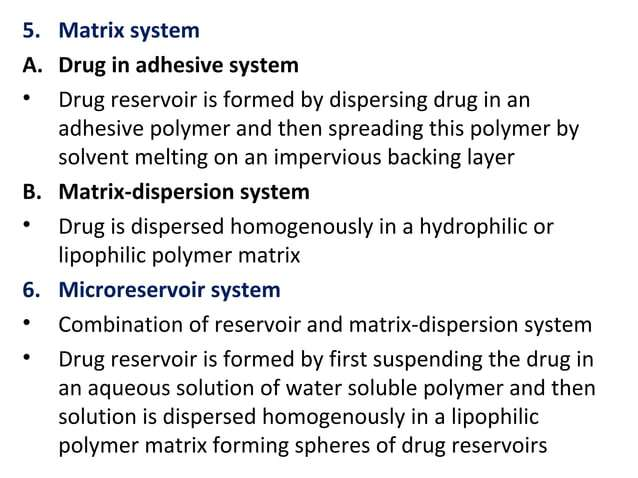 5. Matrix system
A. Drug in adhesive system
• Drug reservoir is formed by dispersing drug in an
adhesive polymer and then spreading this polymer by
solvent melting on an impervious backing layer
B. Matrix-dispersion system
• Drug is dispersed homogenously in a hydrophilic or
lipophilic polymer matrix
6. Microreservoir system
• Combination of reservoir and matrix-dispersion system
• Drug reservoir is formed by first suspending the drug in
an aqueous solution of water soluble polymer and then
solution is dispersed homogenously in a lipophilic
polymer matrix forming spheres of drug reservoirs